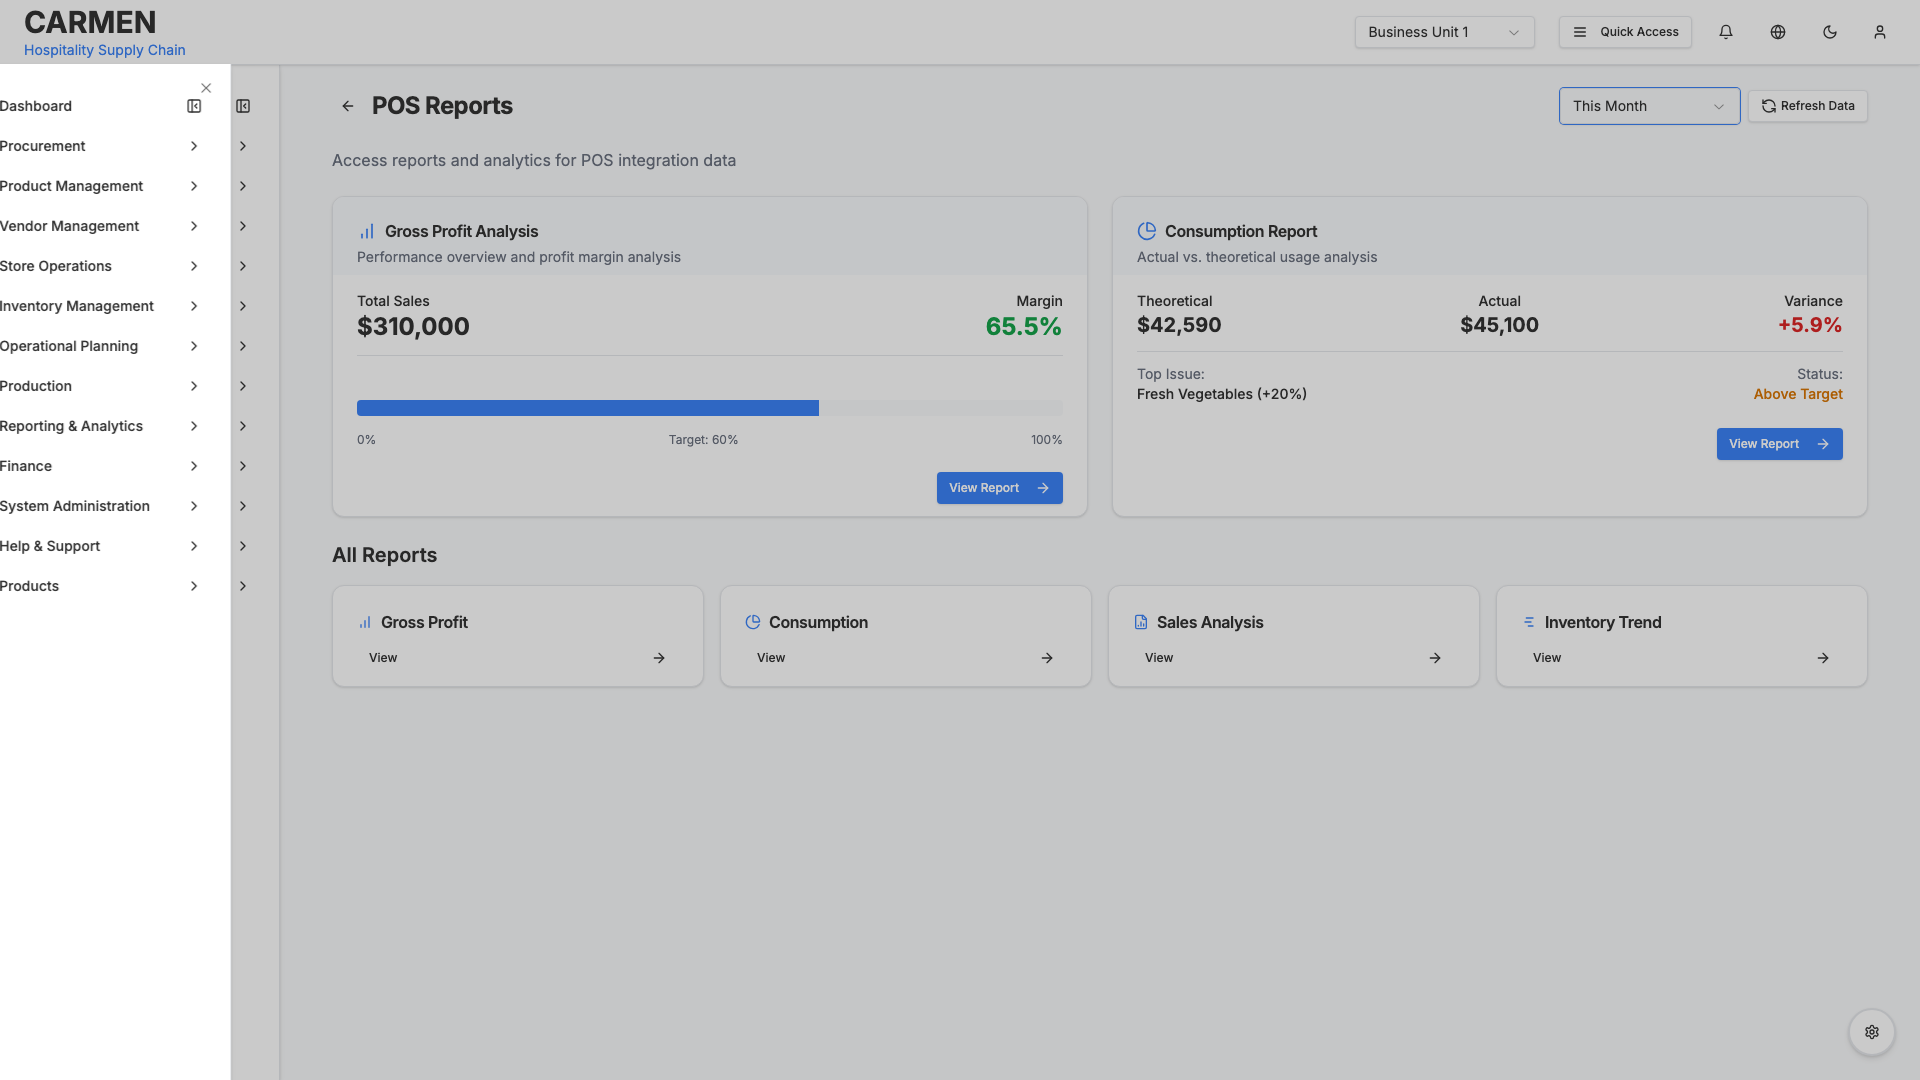 CARMEN
Hospitality Supply Chain
Business Unit 1
Quick Access
Dashboard
Procurement
Product Management
Vendor Management
Store Operations
Inventory Management
Operational Planning
Production
Reporting & Analytics
Finance
System Administration
Help & Support
Products
POS Reports
This Month
Refresh Data
Access reports and analytics for POS integration data
Gross Profit Analysis
Performance overview and profit margin analysis
Total Sales
Margin
$310,000
65.5%
0%
Target: 60%
100%
View Report
Consumption Report
Actual vs. theoretical usage analysis
Theoretical
Actual
Variance
$42,590
$45,100
+5.9%
Top Issue:
Status:
Fresh Vegetables (+20%)
Above Target
View Report
All Reports
Gross Profit
View
Consumption
View
Sales Analysis
View
Inventory Trend
View